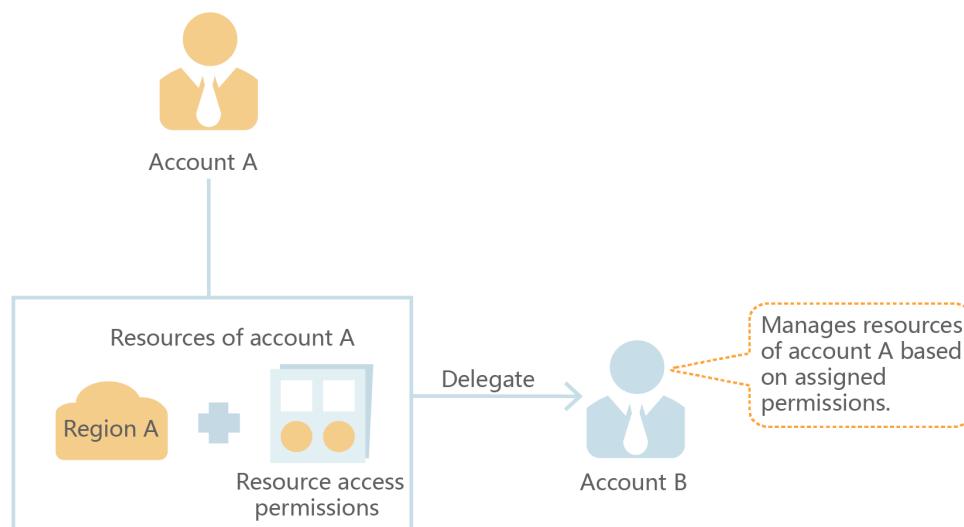 Account A
Resources of account A
Region A
Resource access
permissions
Delegate
Account B
Manages resources
of account A based
on assigned
permissions.